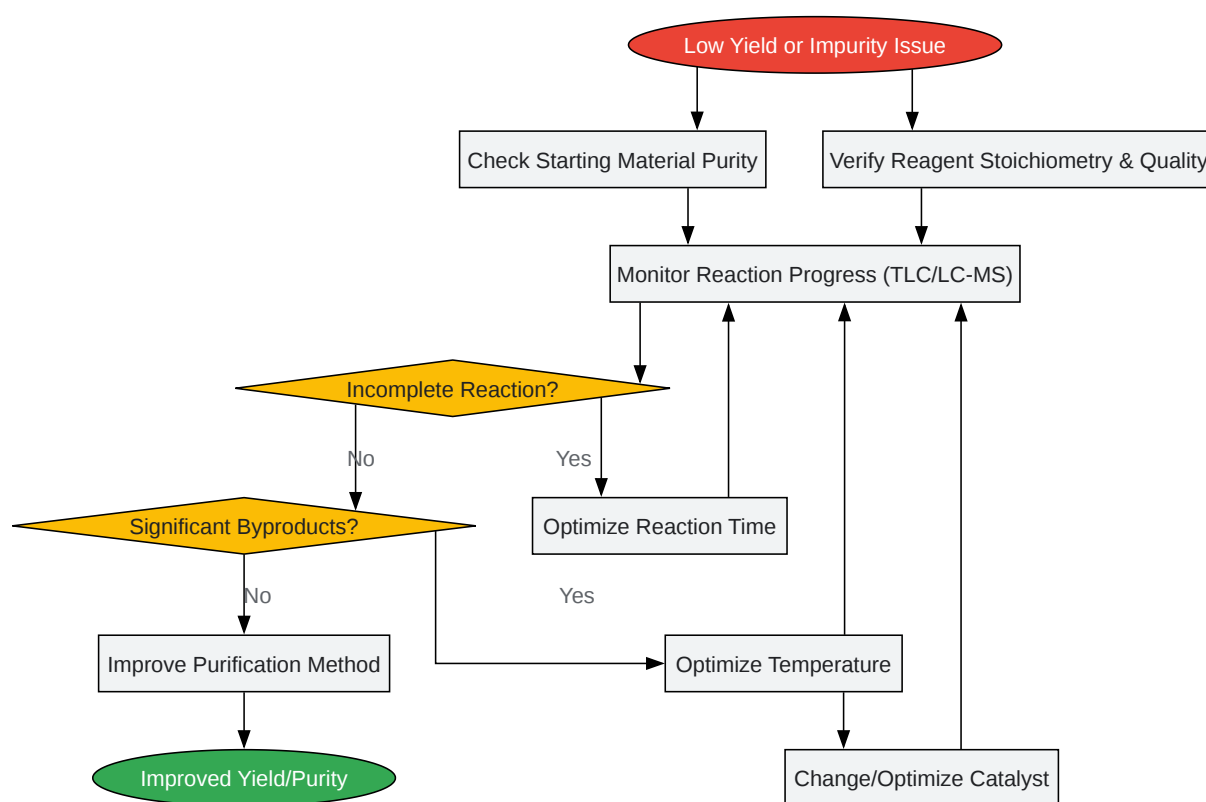 Low Yield or Impurity Issue
Check Starting Material Purity
Verify Reagent Stoichiometry & Quality
Monitor Reaction Progress (TLC/LC-MS)
Incomplete Reaction?
No
Yes
Significant Byproducts?
Optimize Reaction Time
No
Yes
Improve Purification Method
Optimize Temperature
Improved Yield/Purity
Change/Optimize Catalyst